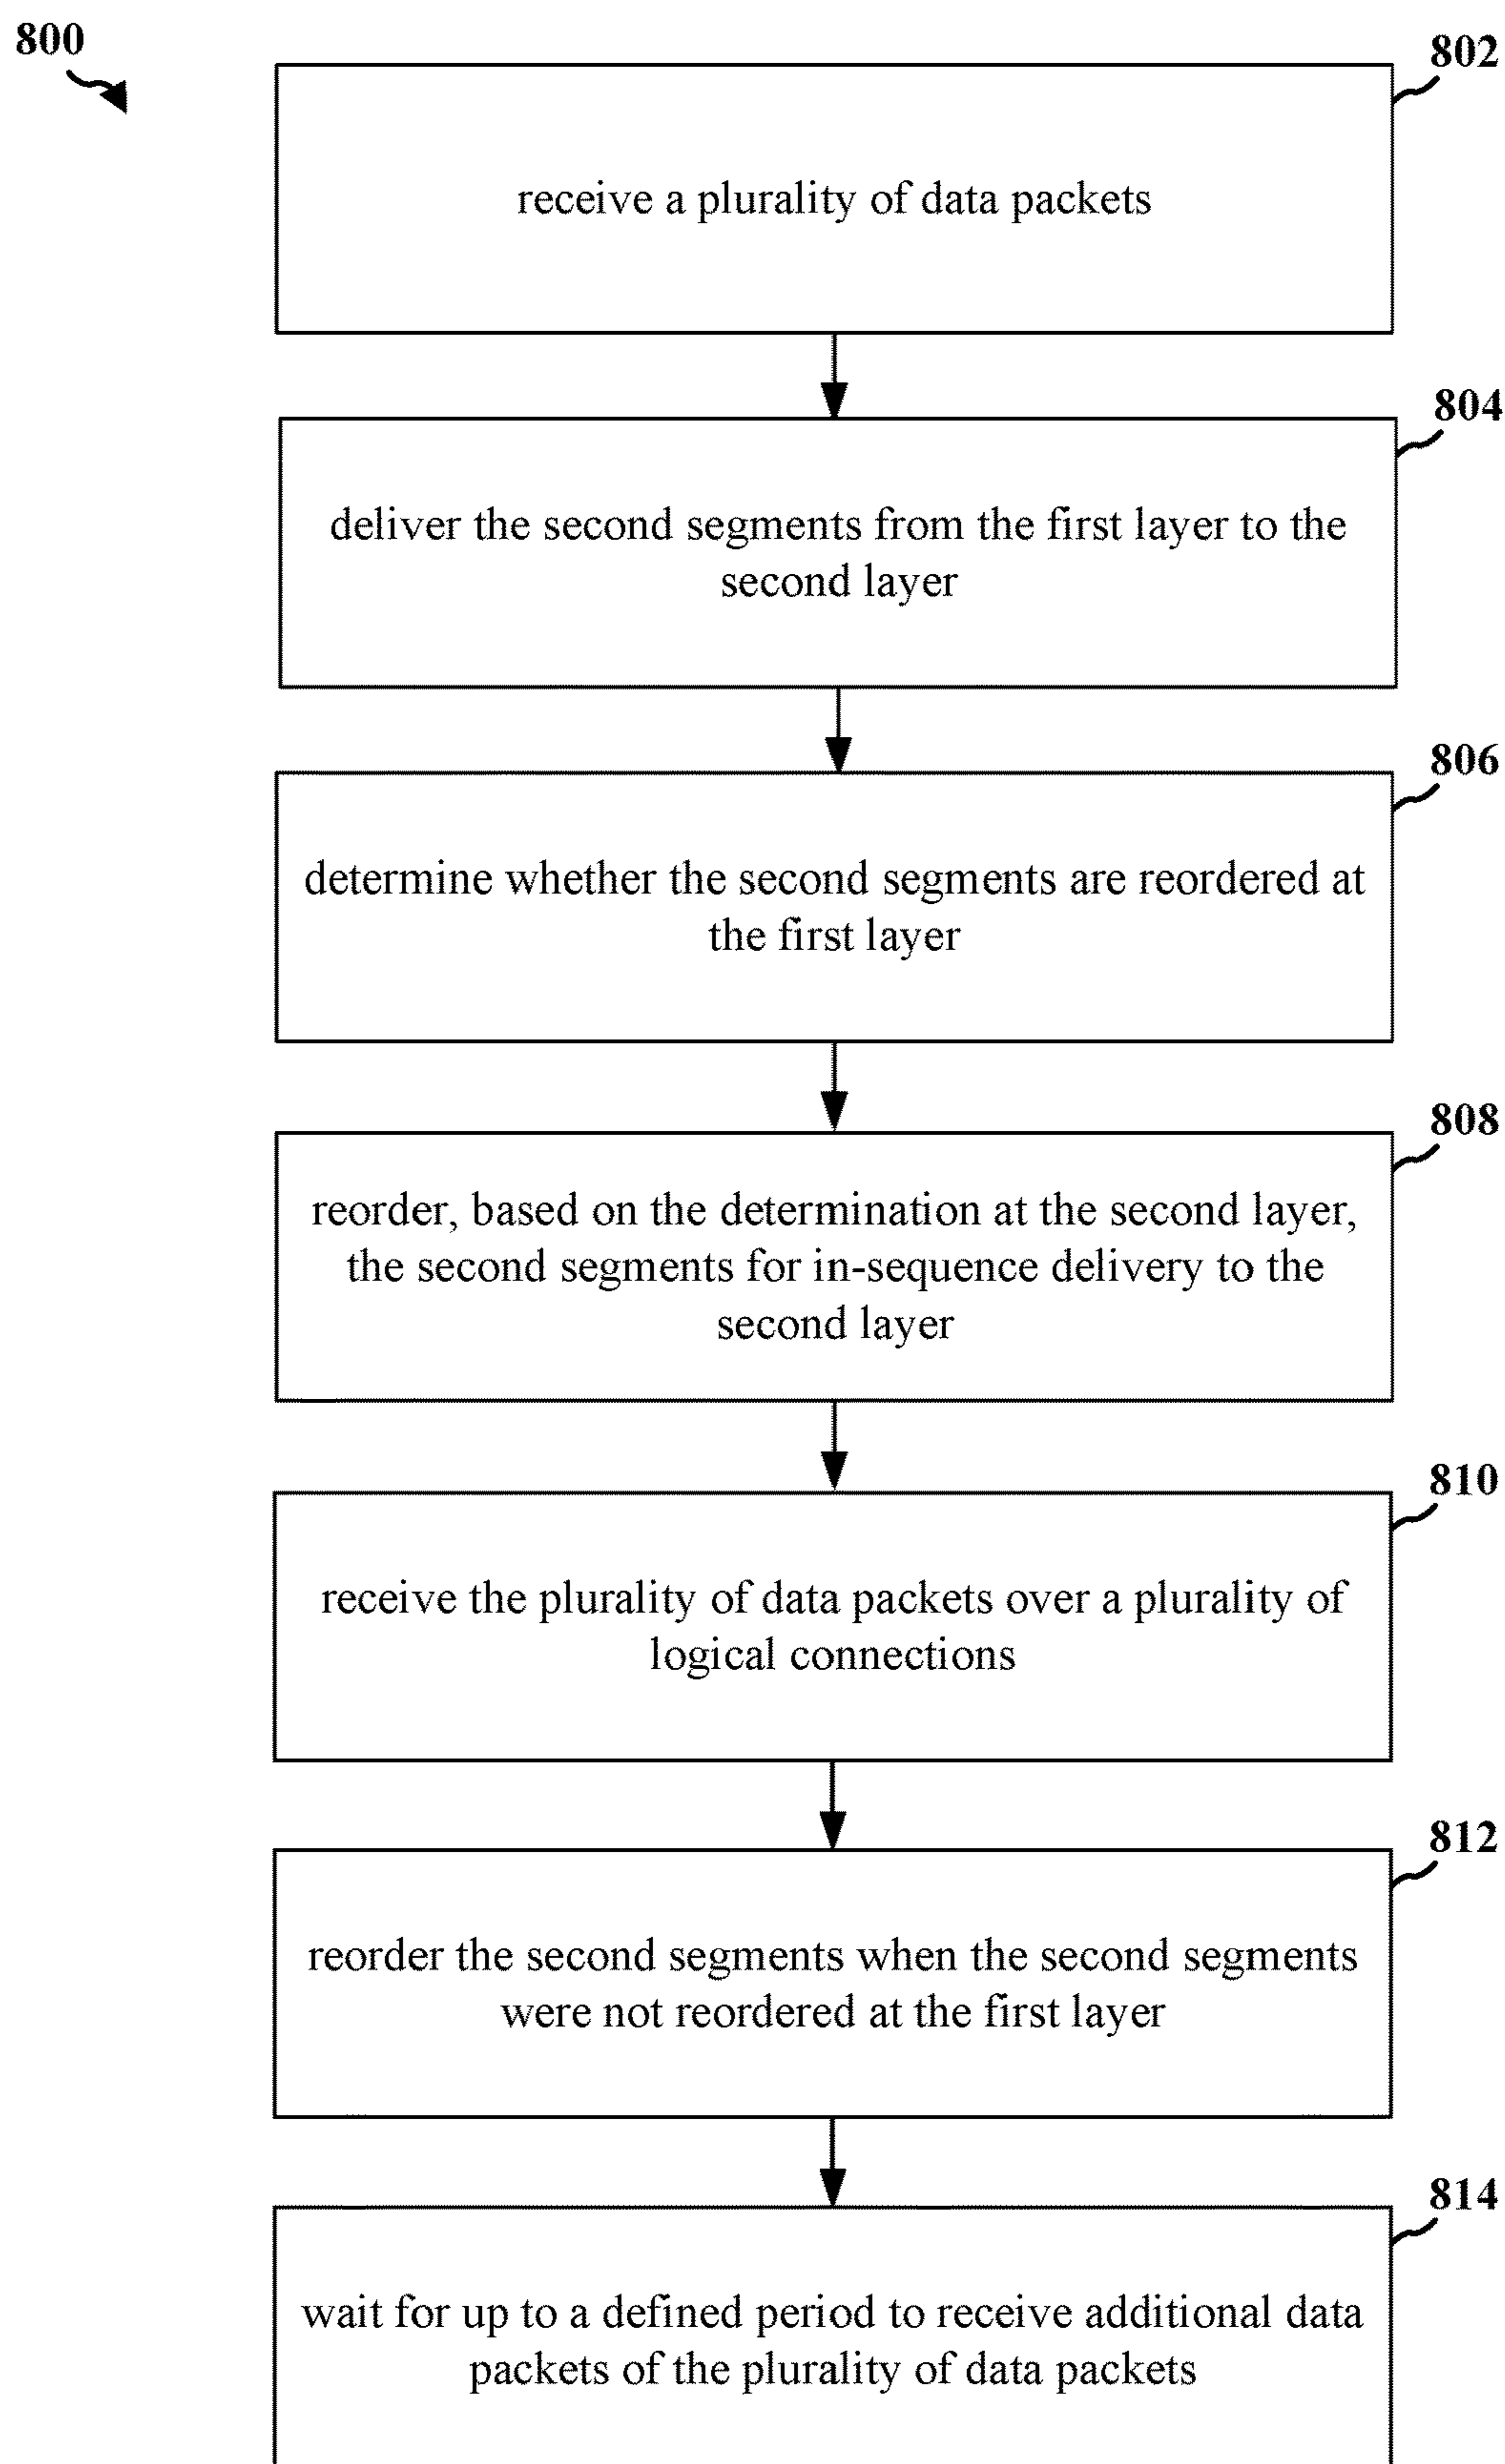 800
802
receive a plurality of data packets
804
deliver the second segments from the first layer to the
second layer
806
determine whether the second segments are reordered at
the first layer
808
reorder, based on the determination at the second layer,
the second segments for in-sequence delivery to the
second layer
810
receive the plurality of data packets over a plurality of
logical connections
812
reorder the second segments when the second segments
were not reordered at the first layer
814
wait for up to a defined period to receive additional data
packets of the plurality of data packets